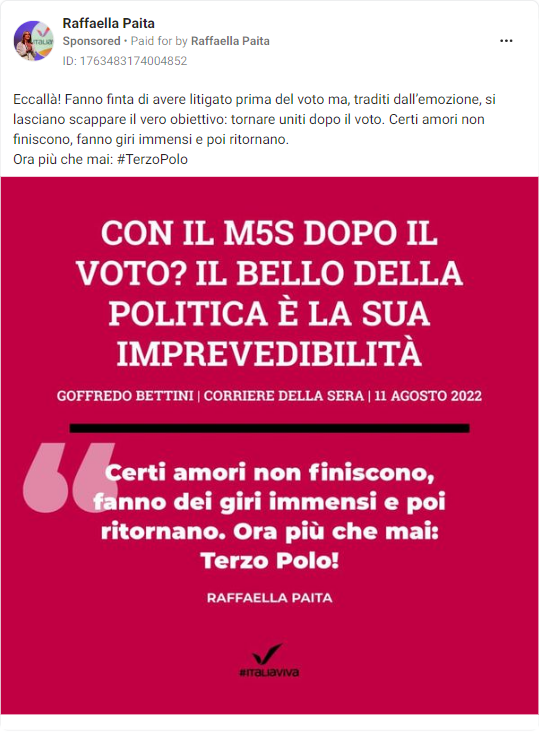 Raffaella Paita
Sponsored • Paid for by Raffaella Paita
ID: 1763483174004852
Eccallà! Fanno finta di avere litigato prima del voto ma, traditi dall'emozione, si
lasciano scappare il vero obiettivo: tornare uniti dopo il voto. Certi amori non
finiscono, fanno giri immensi e poi ritornano.
Ora più che mai: #TerzoPolo
CON IL M5S DOPO IL
VOTO? IL BELLO DELLA
POLITICA È LA SUA
IMPREVEDIBILITÀ
GOFFREDO BETTINI | CORRIERE DELLA SERA | 11 AGOSTO 2022
Certi amori non finiscono,
fanno dei giri immensi e poi
ritornano. Ora più che mai:
Terzo Polo!
RAFFAELLA PAITA
#ITALIAVIVA